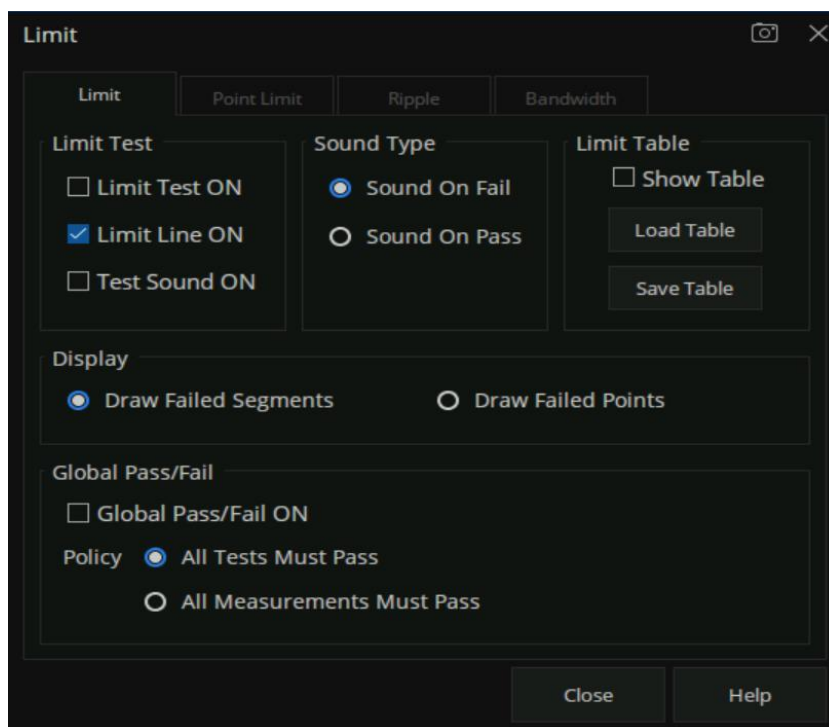 Limit
Limit Point Limit Ripple Bandwidth
Limit Test
Limit Test ON
Limit Line ON
Test Sound ON
Sound Type
Sound On Fail
Sound On Pass
Limit Table
Show Table
Load Table
Save Table
Display
Draw Failed Segments Draw Failed Points
Global Pass/Fail
Global Pass/Fail ON
Policy All Tests Must Pass
All Measurements Must Pass
Close Help